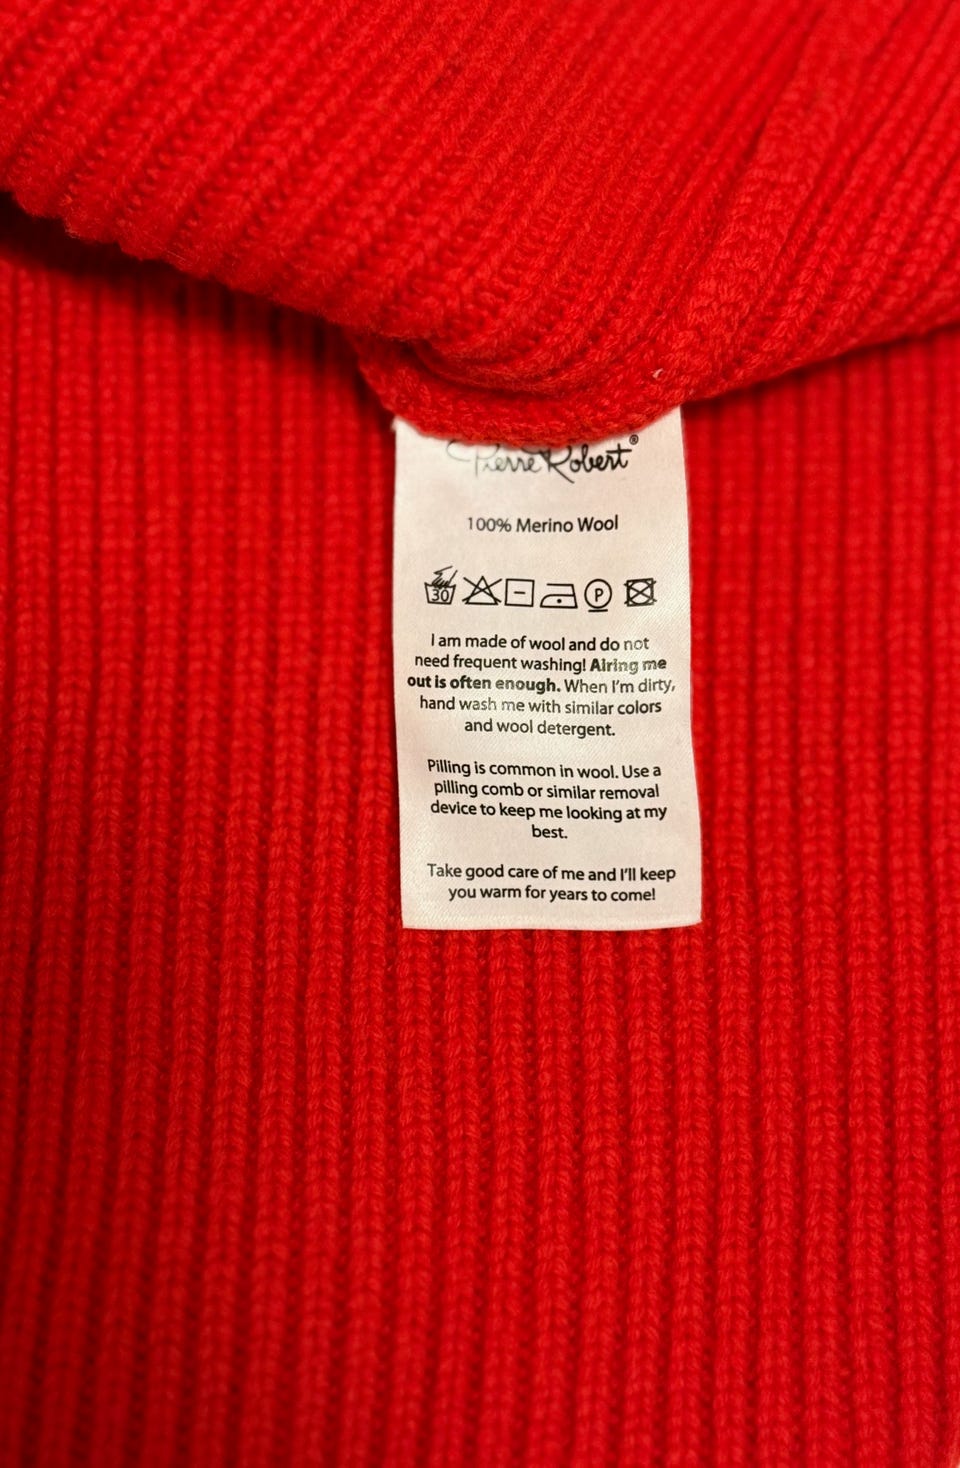 Pierre Robert®
100% Merino Wool
30 P
I am made of wool and do not
need frequent washing! Airing me
out is often enough. When I'm dirty,
hand wash me with similar colors
and wool detergent.
Pilling is common in wool. Use a
pilling comb or similar removal
device to keep me looking at my
best.
Take good care of me and I'll keep
you warm for years to come!